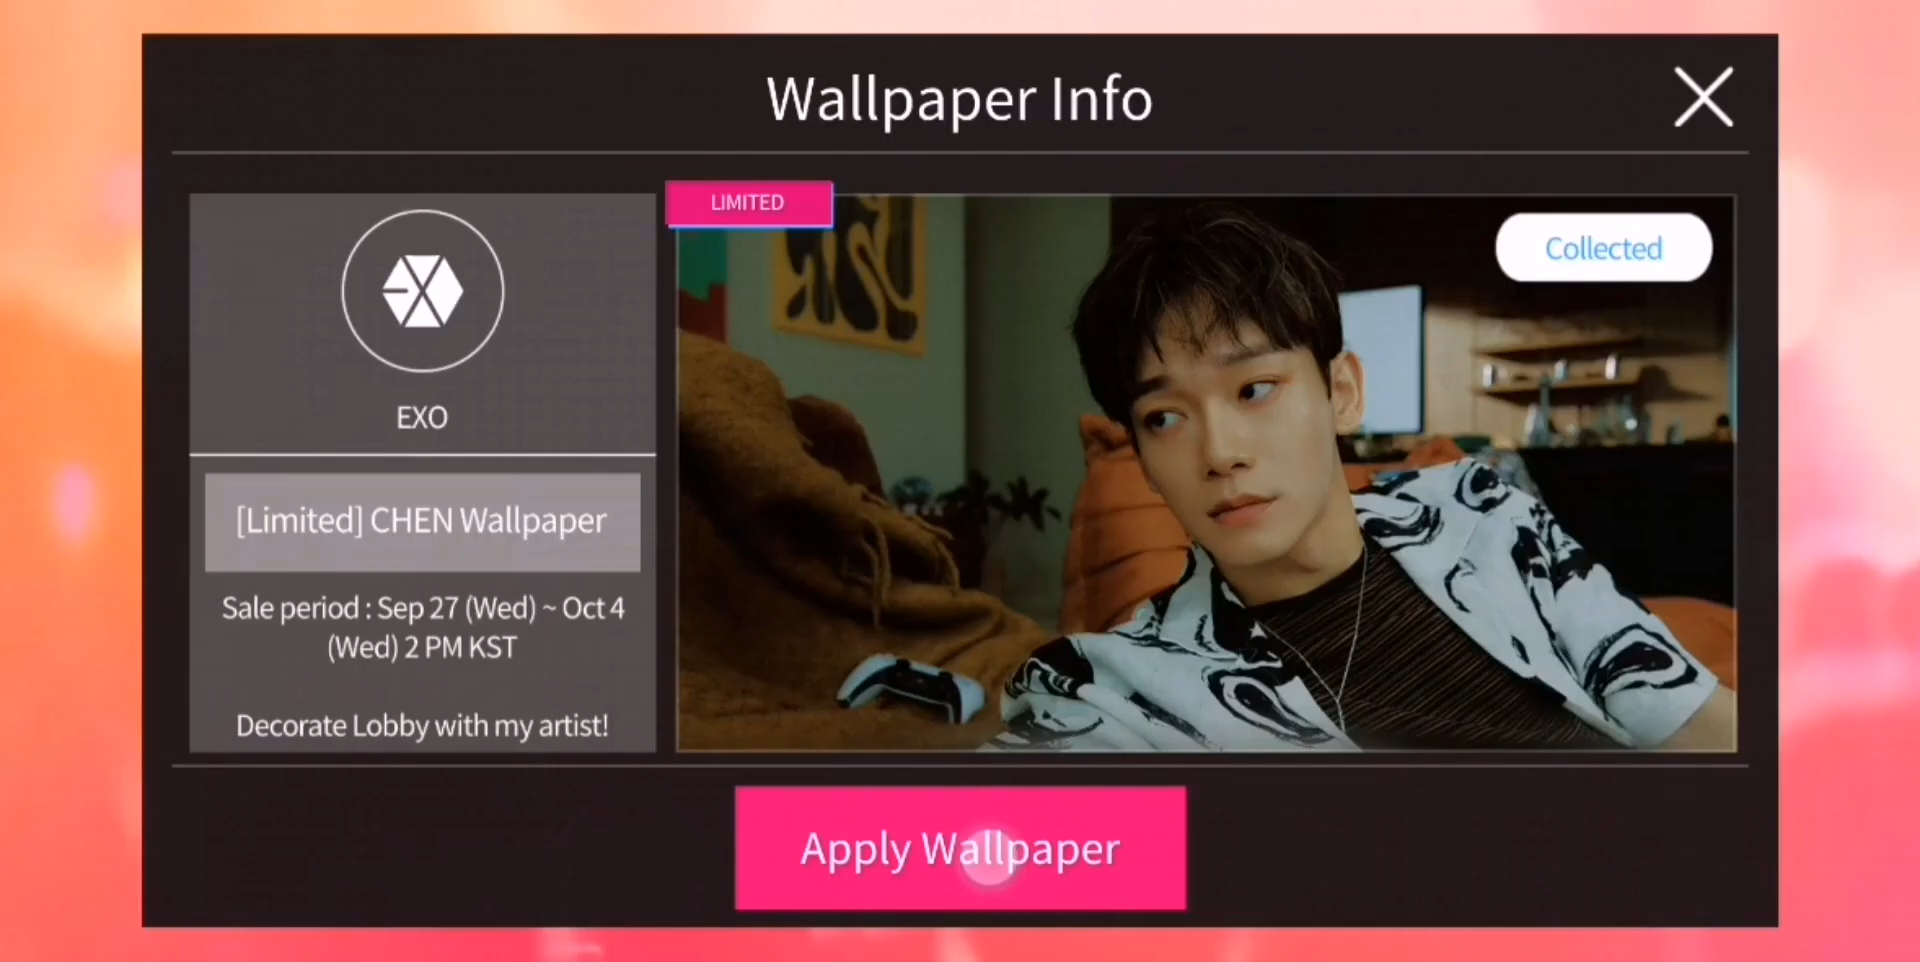 Wallpaper Info
LIMITED
Collected
EXO
[Limited] CHEN Wallpaper
Sale period : Sep 27 (Wed) ~ Oct 4
(Wed) 2 PM KST
Decorate Lobby with my artist!
Apply Wallpaper